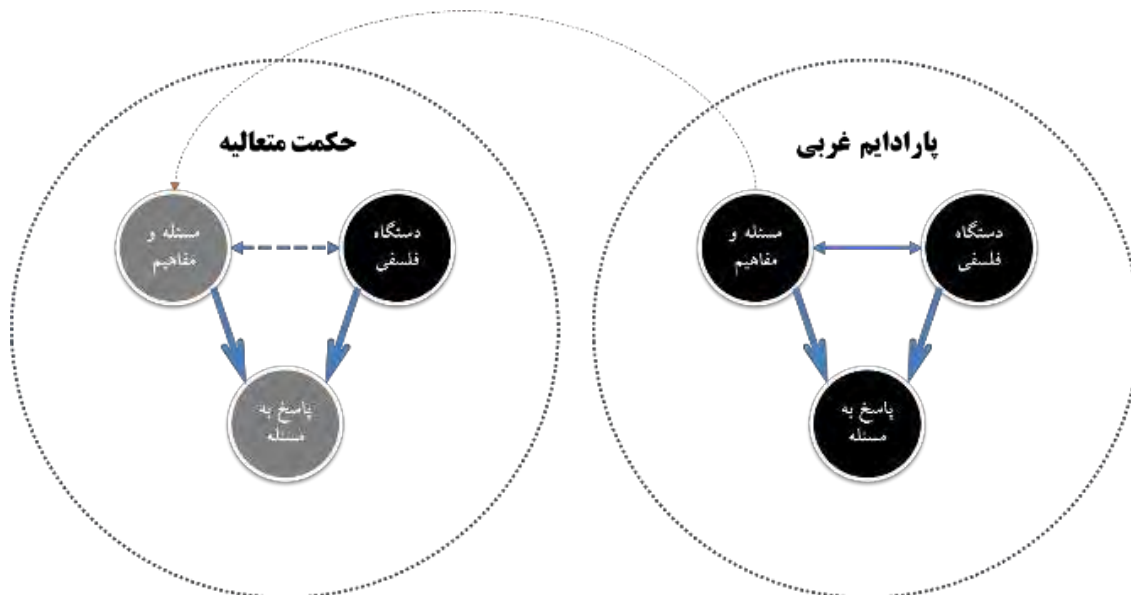 پارادایم غربی
دستگاه
فلسفی
مسئله و
مفاهیم
پاسخ به
مسئله
حکمت متعالیه
دستگاه
فلسفی
مسئله و
مفاهیم
پاسخ به
مسئله